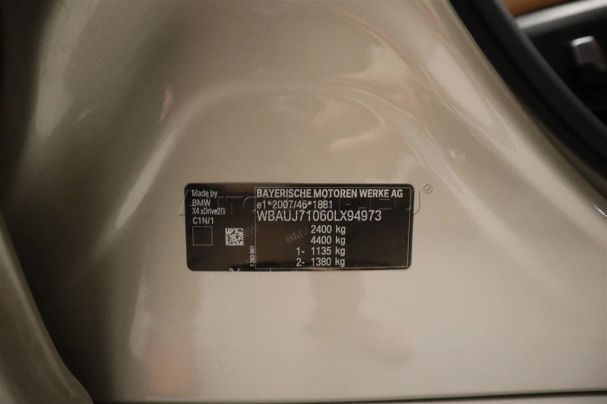 Made by
BMW
X4 xDrive20i
C1N/1
BAYERISCHE MOTOREN WERKE AG
e1*2007/46*1881
WBAUJ71060LX94973
2400 kg
4400 kg
1- 1135 kg
2- 1380 kg